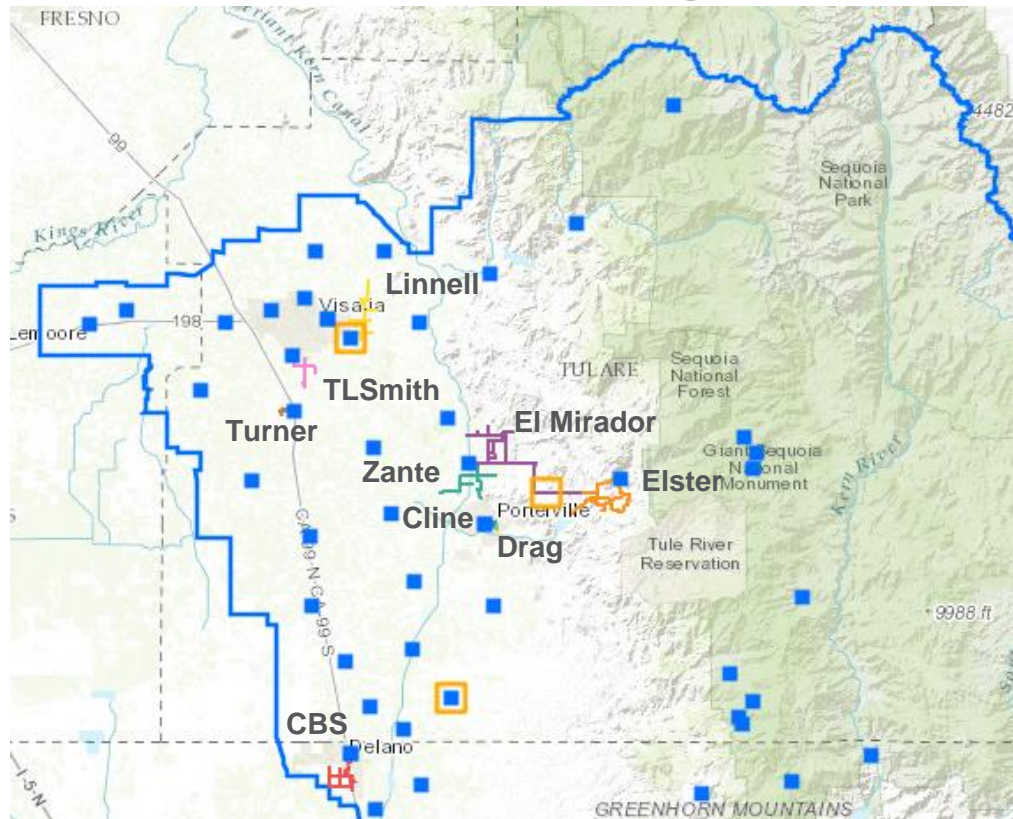 FRESNO
Friant Kern Canal
99
4482
Sequoia
National
Park
Kings River
Linnell
Visalia
Lemoore
198
TLSmith
TULARE
Sequoia
National
Forest
El Mirador
Turner
Giant Sequoia
National
Monument
Kern River
Zante
Elster
Cline
Porterville
Drag
Tule River
Reservation
CA-99-N-CA-99-S
9988 ft
CBS
Delano
I-5-N
GREENHORN MOUNTAINS